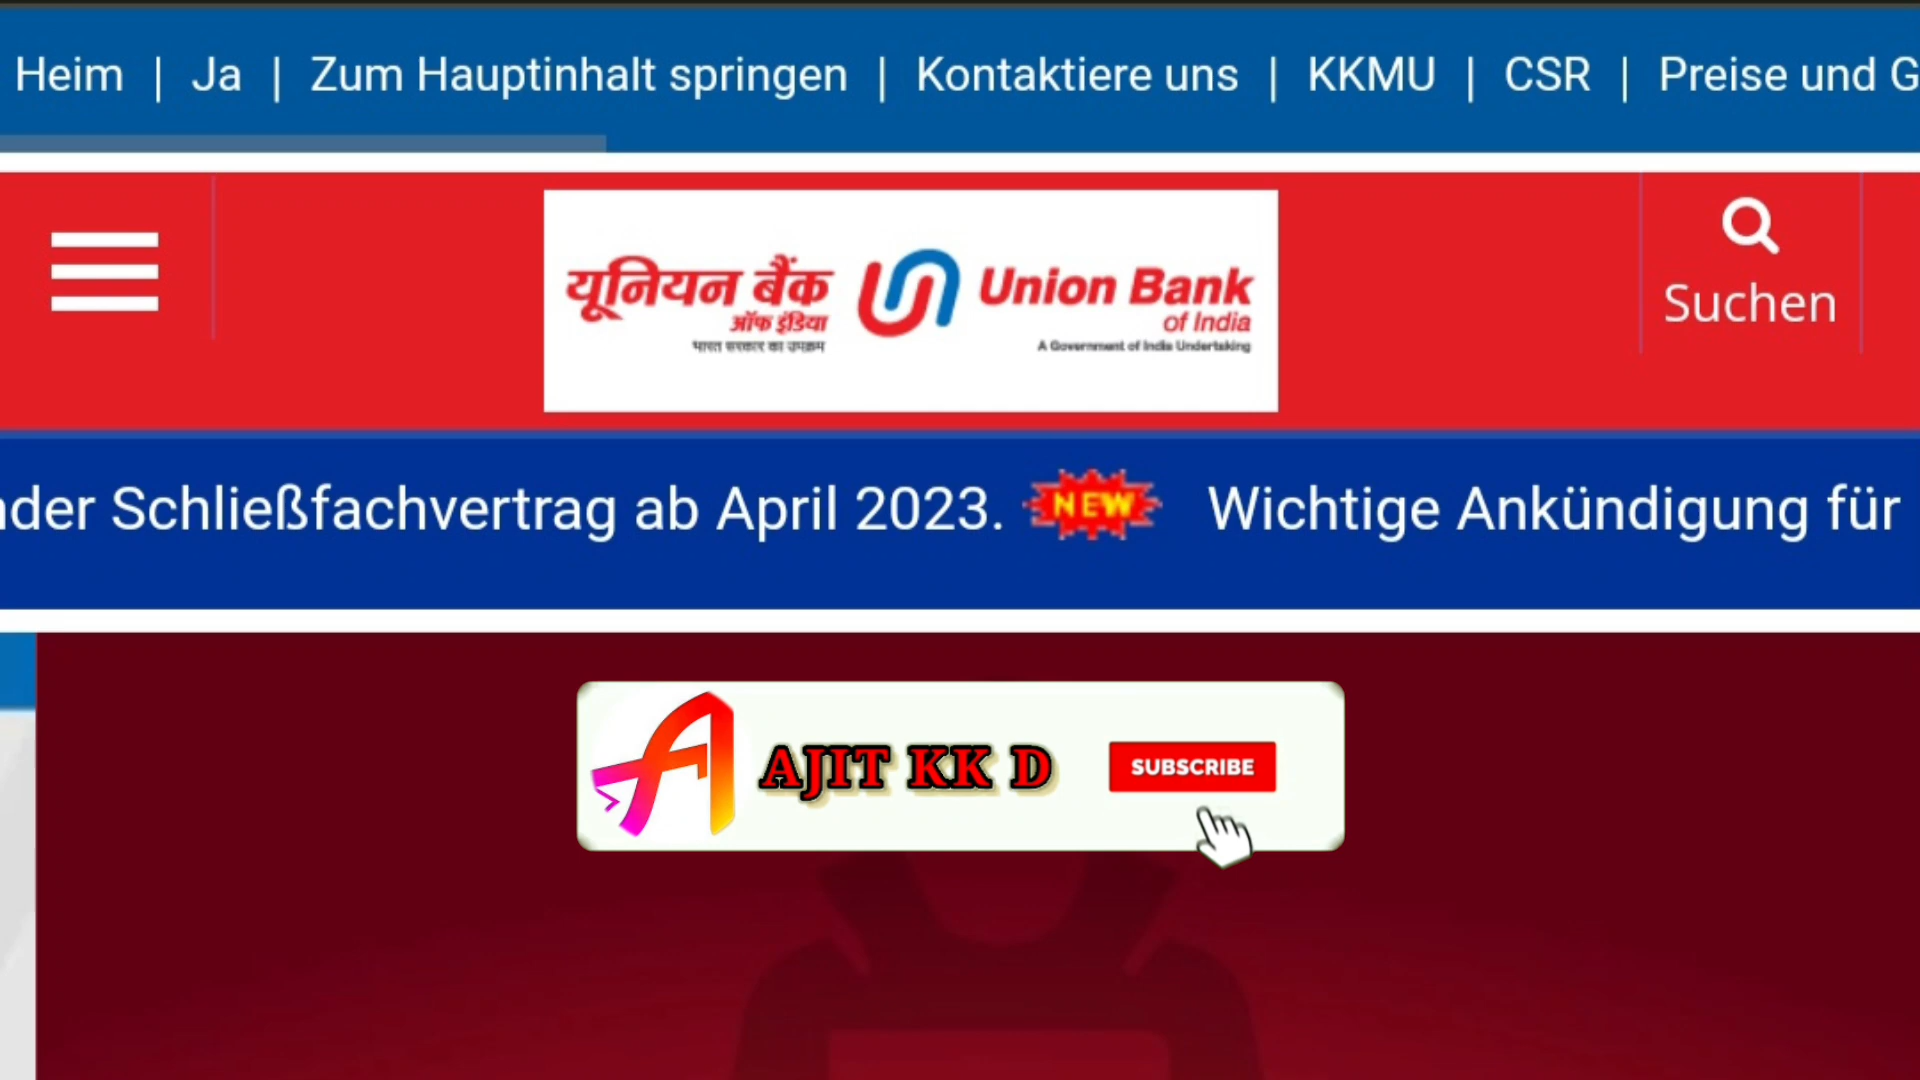 Heim | Ja | Zum Hauptinhalt springen | Kontaktiere uns | KKMU | CSR | Preise und G
यूनियन बैंक
ऑफ इंडिया
भारत सरकार का उपक्रम
Union Bank
of India
A Government of India Undertaking
Suchen
nder Schließfachvertrag ab April 2023. NEW Wichtige Ankündigung für
AJIT KK D SUBSCRIBE